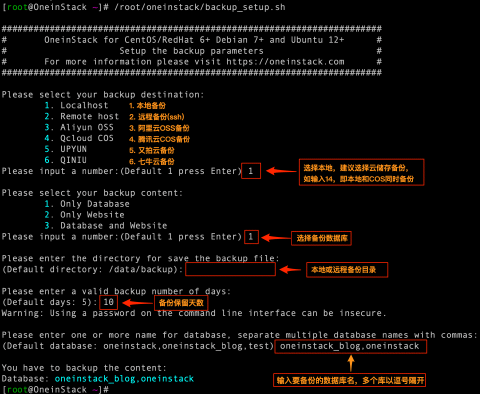 [root@OneinStack ~]# /root/oneinstack/backup_setup.sh
#######################################################################
#       OneinStack for CentOS/RedHat 6+ Debian 7+ and Ubuntu 12+      #
#                     Setup the backup parameters                     #
#       For more information please visit https://oneinstack.com      #
#######################################################################
Please select your backup destination:
1. Localhost 1. 本地备份
2. Remote host 2. 远程备份(ssh)
3. Aliyun OSS 3. 阿里云OSS备份
4. Qcloud COS 4. 腾讯云COS备份
5. UPYUN 5. 又拍云备份
6. QINIU 6. 七牛云备份
Please input a number:(Default 1 press Enter) 1
选择本地，建议选择云储存备份，
如输入14，即本地和COS同时备份
Please select your backup content:
1. Only Database
2. Only Website
3. Database and Website
Please input a number:(Default 1 press Enter) 1 选择备份数据库
Please enter the directory for save the backup file:
(Default directory: /data/backup): 本地或远程备份目录
Please enter a valid backup number of days:
(Default days: 5): 10 备份保留天数
Warning: Using a password on the command line interface can be insecure.
Please enter one or more name for database, separate multiple database names with commas:
(Default database: oneinstack,oneinstack_blog,test) oneinstack_blog,oneinstack
You have to backup the content:
Database: oneinstack_blog,oneinstack
输入要备份的数据库名，多个库以逗号隔开
[root@OneinStack ~]#